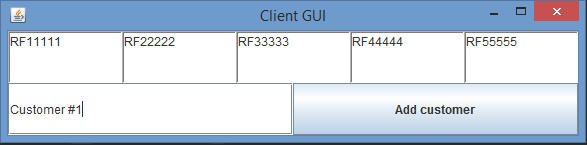 Client GUI
RF11111 RF22222 RF33333 RF44444 RF55555
Customer #1 Add customer